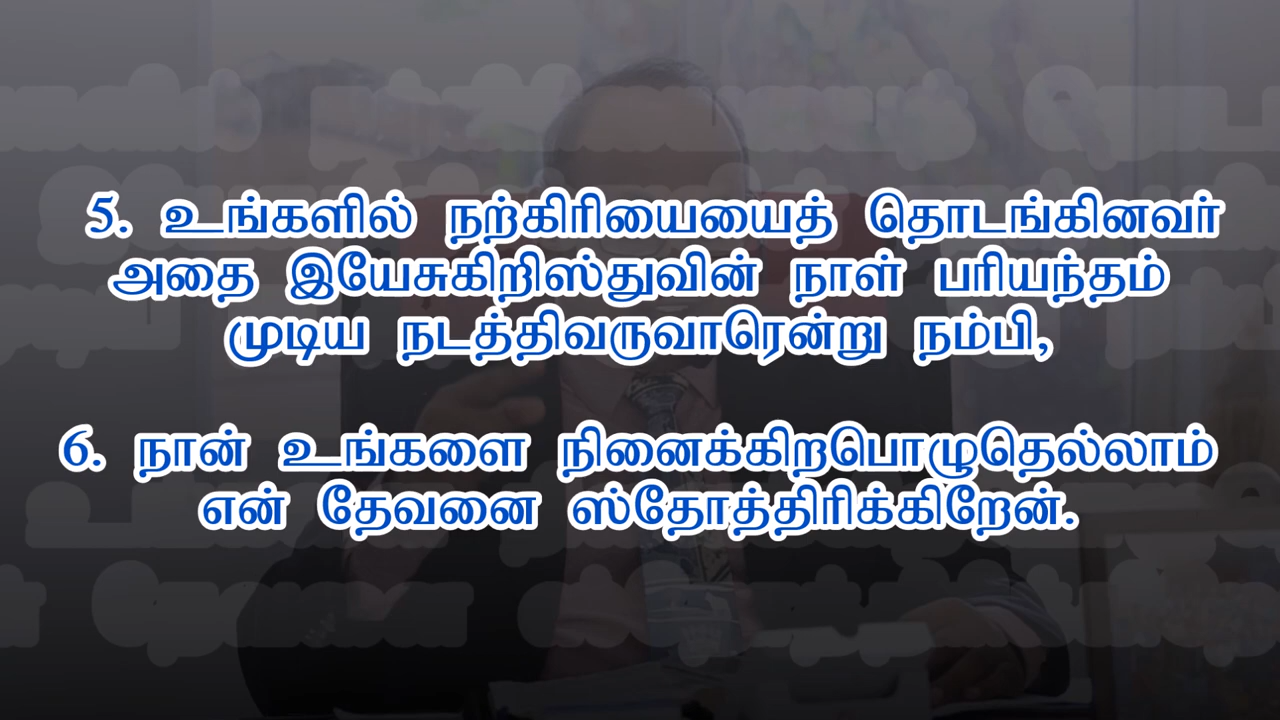 5. உங்களில் நற்கிரியையைத் தொடங்கினவர்
அதை இயேசுகிறிஸ்துவின் நாள் பரியந்தம்
முடிய நடத்திவருவாரென்று நம்பி,
6. நான் உங்களை நினைக்கிறபொழுதெல்லாம்
என் தேவனை ஸ்தோத்திரிக்கிறேன்.